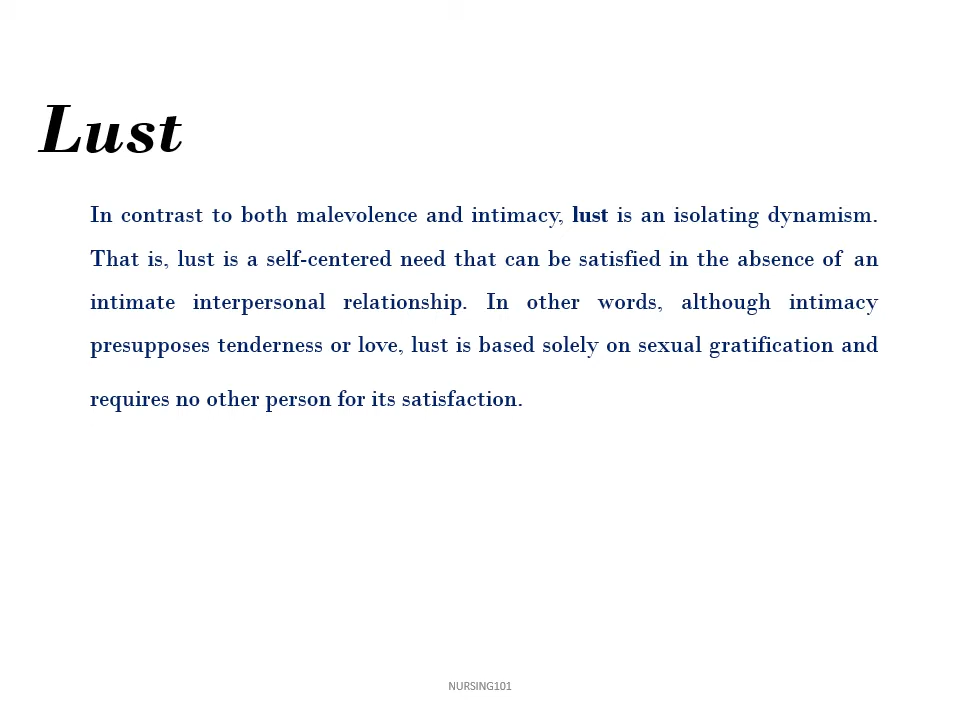 Lust
In contrast to both malevolence and intimacy, lust is an isolating dynamism.
That is, lust is a self-centered need that can be satisfied in the absence of an
intimate interpersonal relationship. In other words, although intimacy
presupposes tenderness or love, lust is based solely on sexual gratification and
requires no other person for its satisfaction.
NURSING101